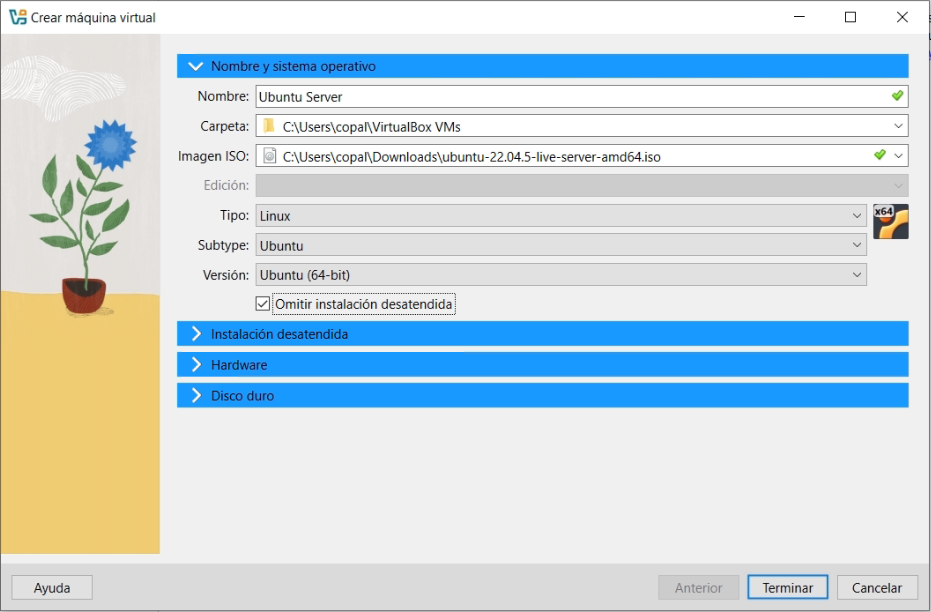 Crear máquina virtual
Nombre y sistema operativo
Nombre: Ubuntu Server
Carpeta: C:\Users\copal\VirtualBox VMs
Imagen ISO: C:\Users\copal\Downloads\ubuntu-22.04.5-live-server-amd64.iso
Edición:
Tipo: Linux
x64
Subtype: Ubuntu
Versión: Ubuntu (64-bit)
Omitir instalación desatendida
Instalación desatendida
Hardware
Disco duro
Ayuda Anterior Terminar Cancelar